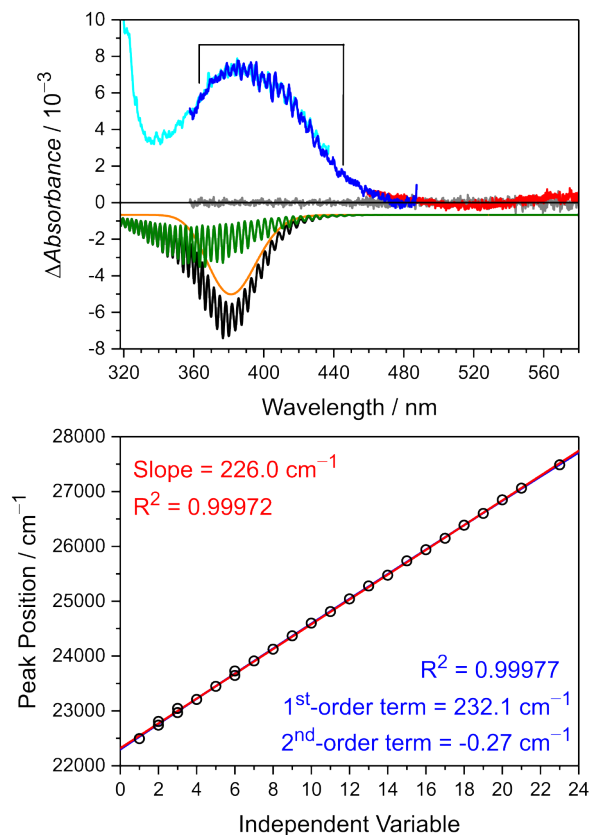 ΔAbsorbance / 10⁻³
10
8
6
4
2
0
-2
-4
-6
-8
320 360 400 440 480 520 560
Wavelength / nm
Peak Position / cm⁻¹
28000
27000
26000
25000
24000
23000
22000
Slope = 226.0 cm⁻¹
R² = 0.99972
R² = 0.99977
1ˢᵗ-order term = 232.1 cm⁻¹
2ⁿᵈ-order term = -0.27 cm⁻¹
0 2 4 6 8 10 12 14 16 18 20 22 24
Independent Variable